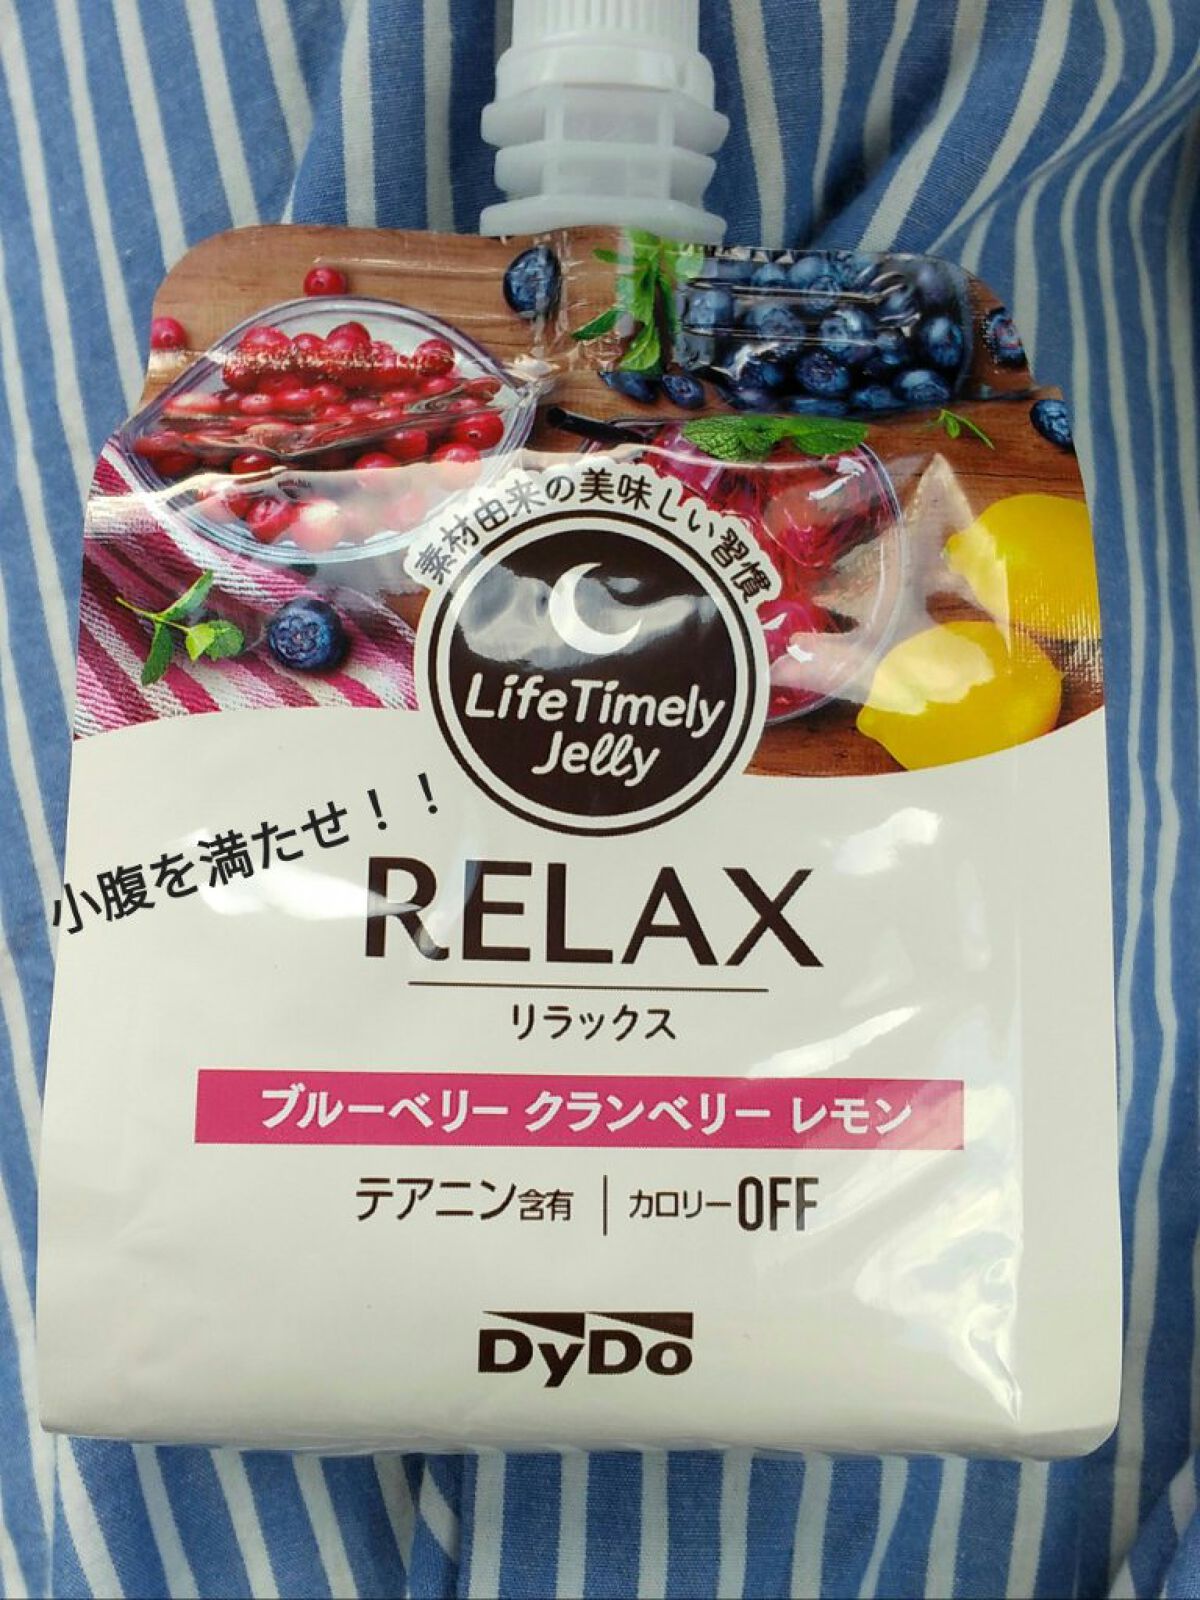 素材由来の美味しい習慣
LifeTimely
Jelly
小腹を満たせ！！
RELAX
リラックス
ブルーベリー クランベリー レモン
テアニン含有 | カロリーOFF
DyDo